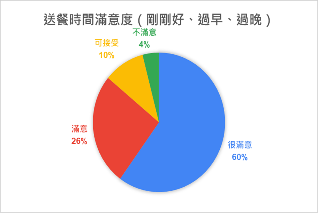 送餐時間滿意度（剛剛好、過早、過晚）
不滿意
4%
可接受
10%
滿意
26%
很滿意
60%